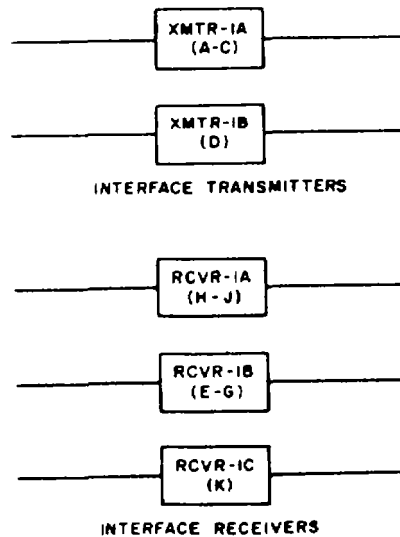 XMTR-1A
(A-C)
XMTR-1B
(D)
INTERFACE TRANSMITTERS
RCVR-1A
(H-J)
RCVR-1B
(E-G)
RCVR-1C
(K)
INTERFACE RECEIVERS